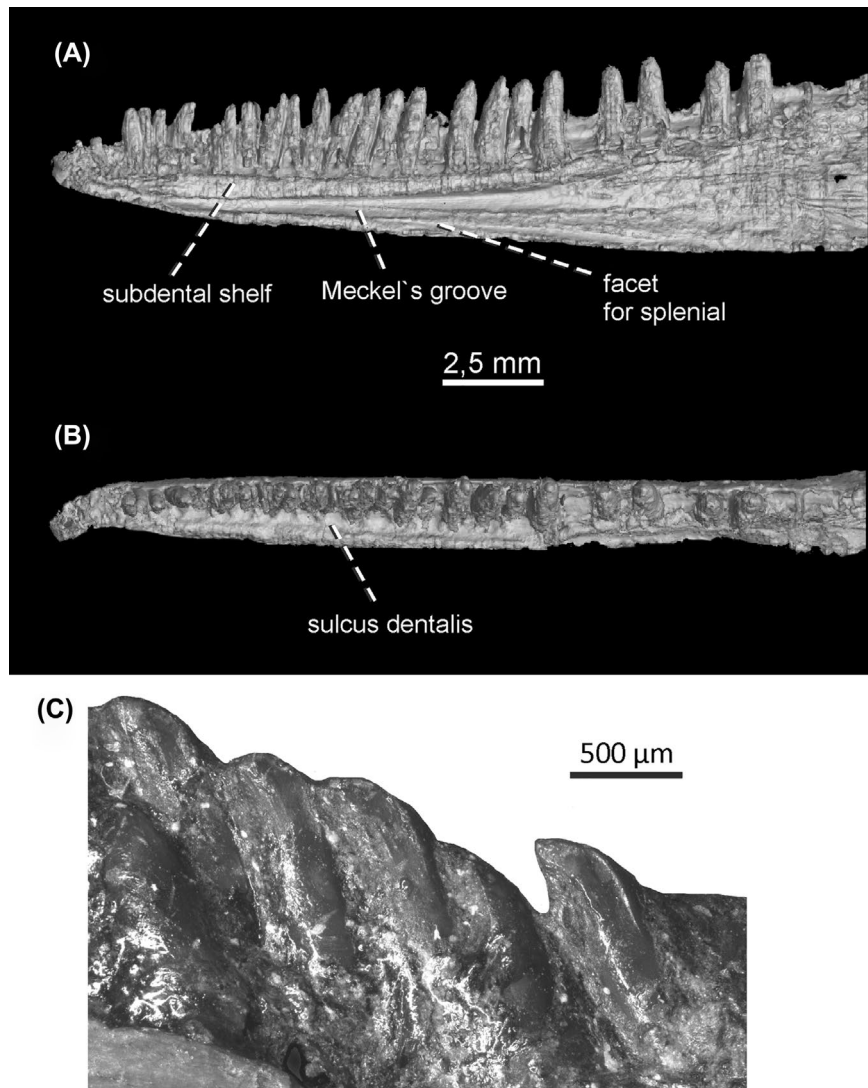 (A)
subdental shelf
Meckel`s groove
facet
for splenial
2,5 mm
(B)
sulcus dentalis
(C)
500 µm